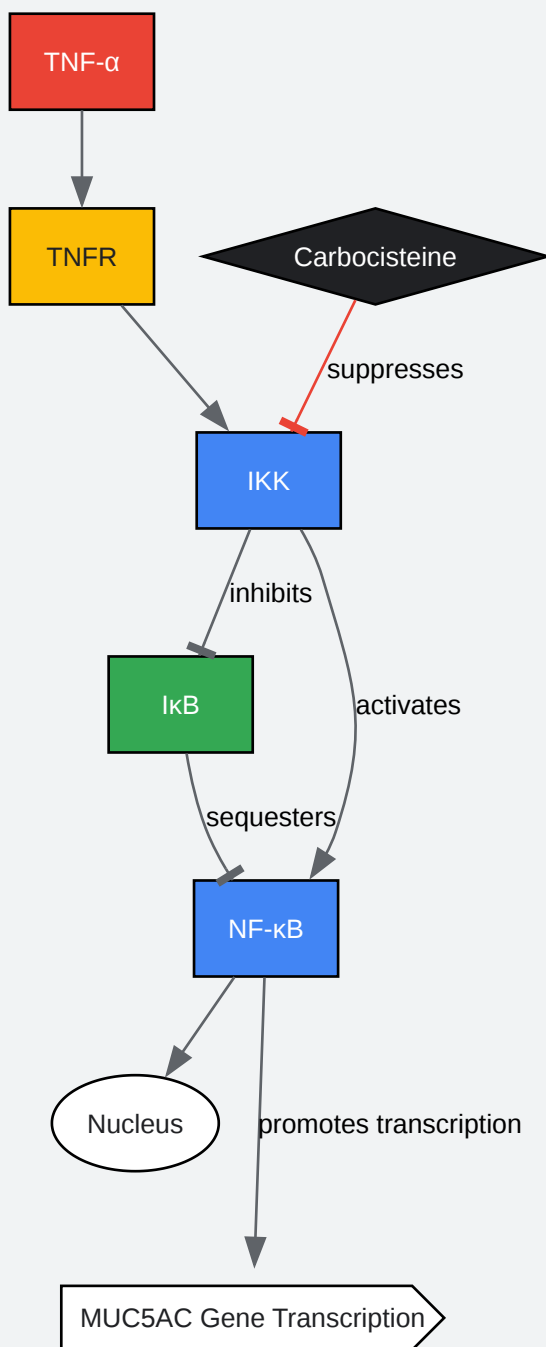 TNF-α
TNFR
Carbocisteine
suppresses
IKK
inhibits
IκB
activates
sequesters
NF-κB
Nucleus
promotes transcription
MUC5AC Gene Transcription